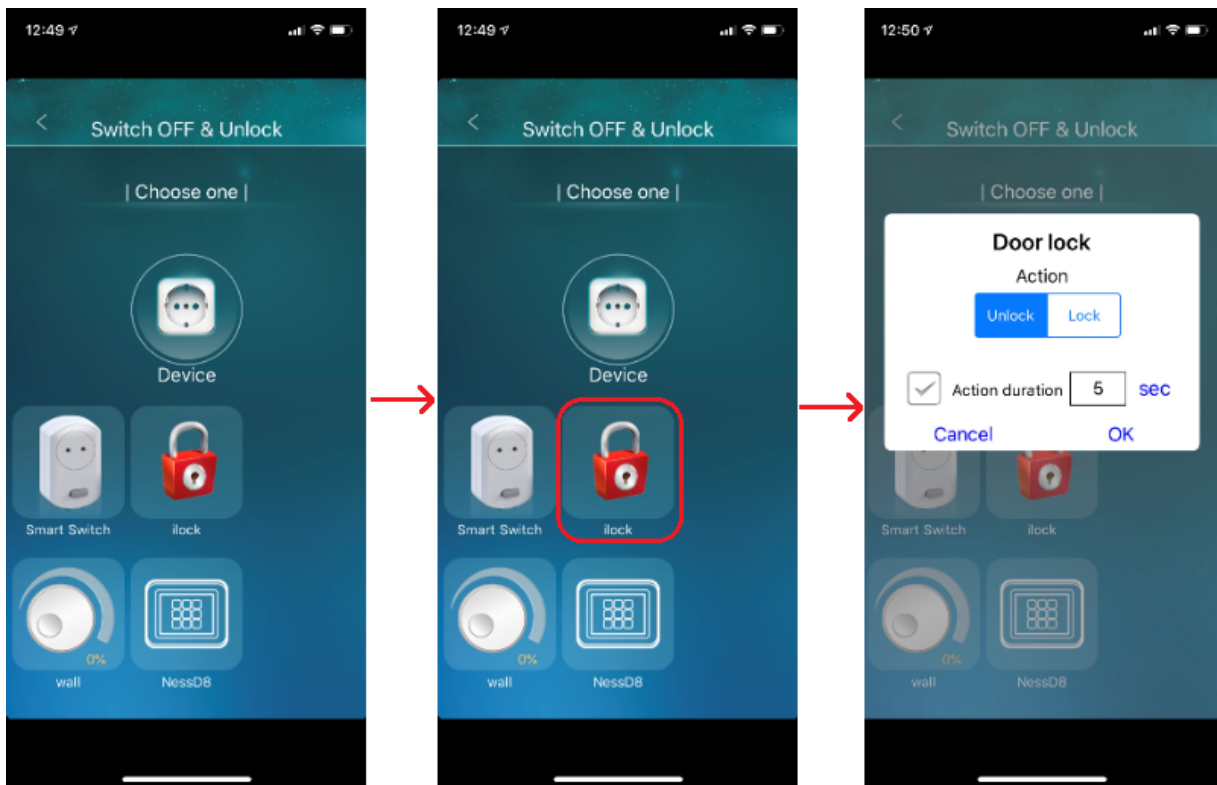 12:49
Switch OFF & Unlock
| Choose one |
Device
Smart Switch
ilock
0%
wall
NessD8
12:49
Switch OFF & Unlock
| Choose one |
Device
Smart Switch
ilock
0%
wall
NessD8
12:50
Switch OFF & Unlock
| Choose one |
Door lock
Action
Unlock Lock
Action duration 5 sec
Cancel OK
Smart Switch
ilock
0%
wall
NessD8